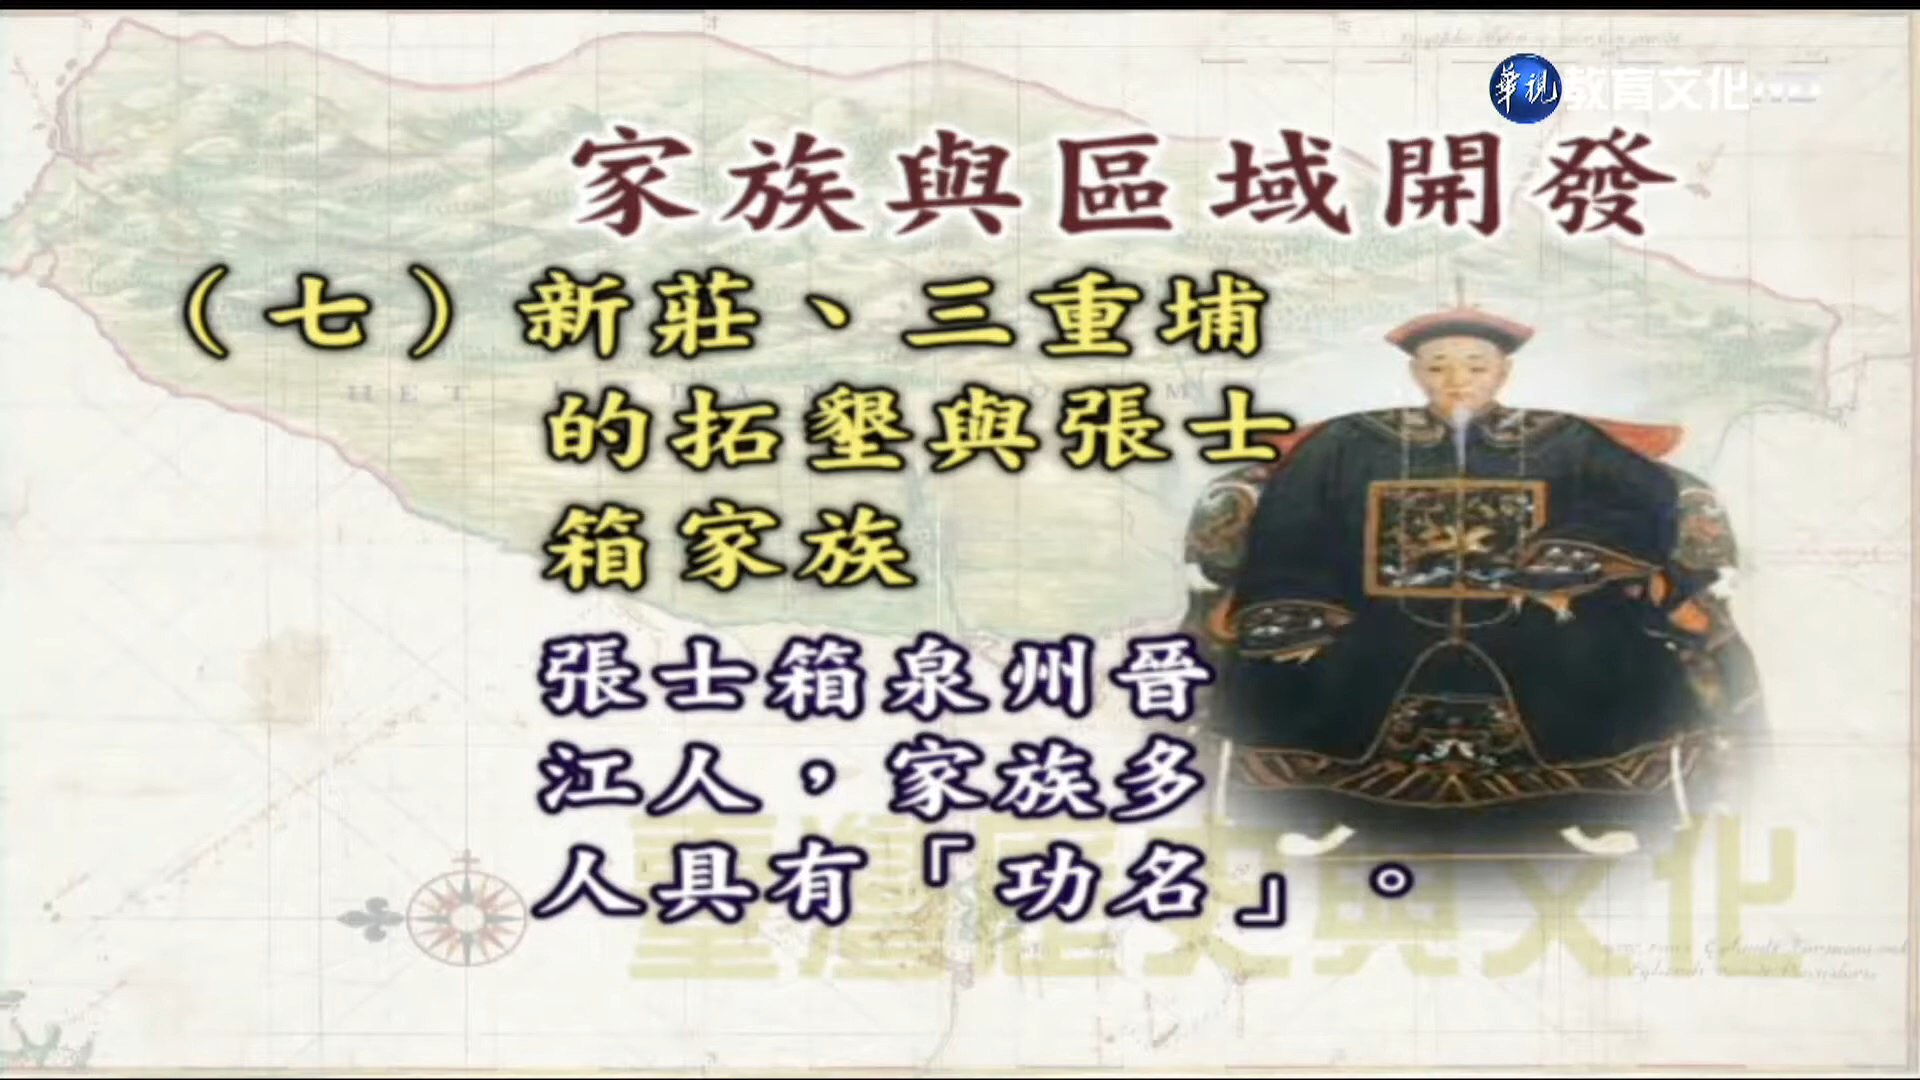 華視 教育文化
家族與區域開發
（七）新莊、三重埔
的拓墾與張士
箱家族
張士箱泉州晉
江人，家族多
人具有「功名」。
臺灣歷史與文化